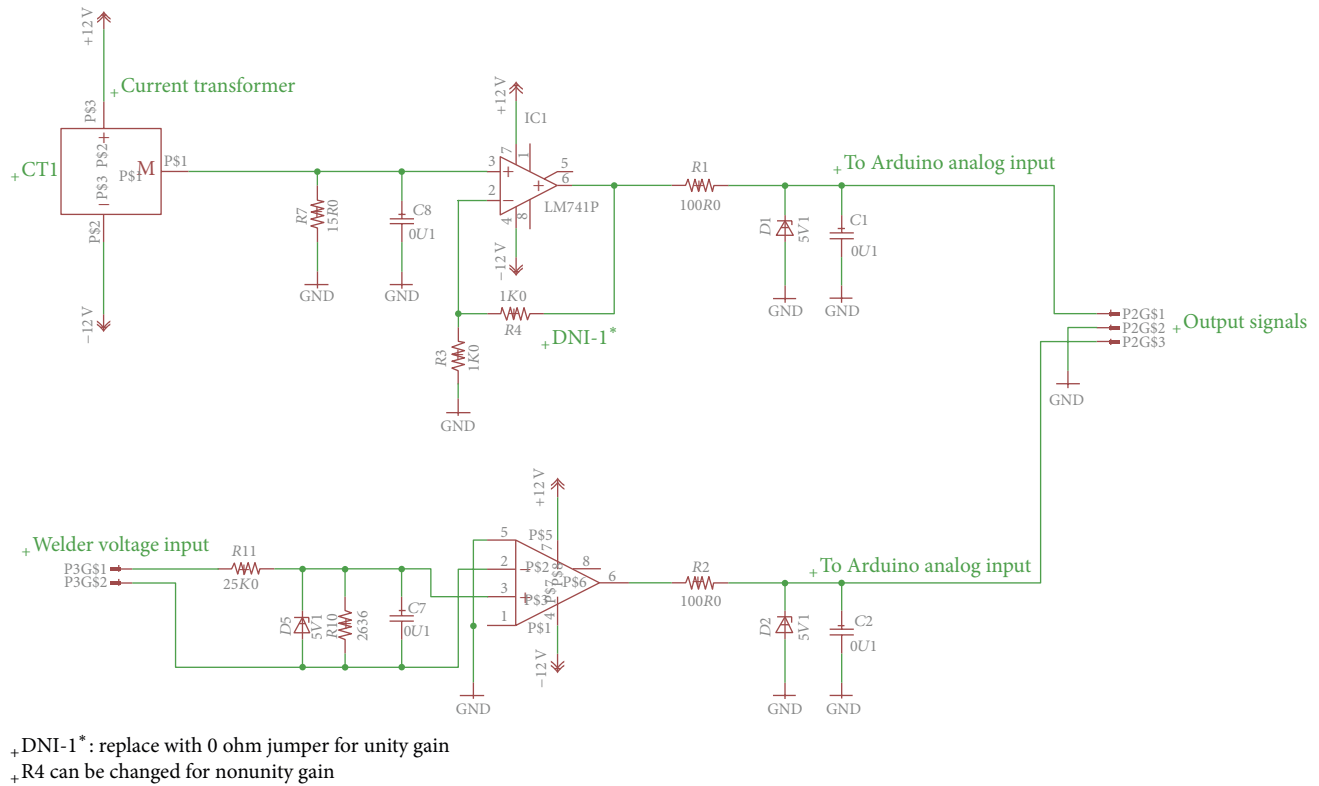 +12 V
+Current transformer
P$3
+12 V
IC1
+CT1
+
P$2
P$3
P$1
M
P$1
−
P$2
−12 V
R7
15R0
GND
C8
0U1
GND
3
2
7
1
5
6
4
8
+
−
+
LM741P
−12 V
1K0
R4
+DNI-1*
R3
1K0
GND
R1
100R0
+To Arduino analog input
D1
5V1
C1
0U1
GND
GND
P2G$1
P2G$2
P2G$3
+Output signals
GND
+12 V
+Welder voltage input
P3G$1
P3G$2
R11
25K0
D5
5V1
R10
2636
C7
0U1
5
2
3
1
P$5
7
P$2
P$8
−
8
P$6
6
+
P$3
P$7
4
P$1
−12 V
GND
R2
100R0
+To Arduino analog input
D2
5V1
C2
0U1
GND
GND
+DNI-1*: replace with 0 ohm jumper for unity gain
+R4 can be changed for nonunity gain